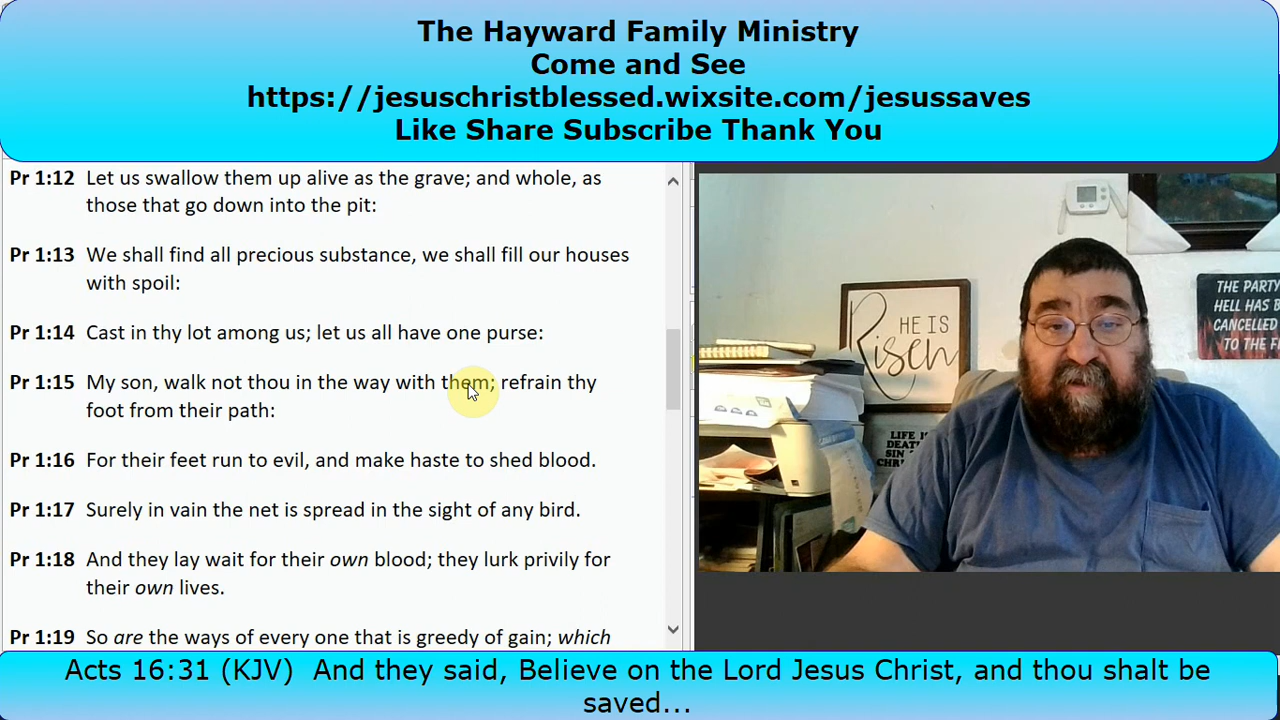 The Hayward Family Ministry
Come and See
https://jesuschristblessed.wixsite.com/jesussaves
Like Share Subscribe Thank You
Pr 1:12 Let us swallow them up alive as the grave; and whole, as
those that go down into the pit:
Pr 1:13 We shall find all precious substance, we shall fill our houses
with spoil:
Pr 1:14 Cast in thy lot among us; let us all have one purse:
Pr 1:15 My son, walk not thou in the way with them; refrain thy
foot from their path:
Pr 1:16 For their feet run to evil, and make haste to shed blood.
Pr 1:17 Surely in vain the net is spread in the sight of any bird.
Pr 1:18 And they lay wait for their own blood; they lurk privily for
their own lives.
Pr 1:19 So are the ways of every one that is greedy of gain; which
HE IS
Risen
THE PARTY
HELL HAS B
CANCELLED
TO THE FI
LIFE I
DEAT
SIN
CHR
Acts 16:31 (KJV) And they said, Believe on the Lord Jesus Christ, and thou shalt be
saved...